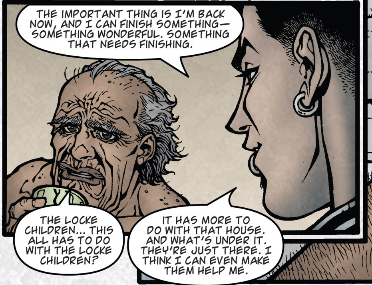 THE IMPORTANT THING IS I'M BACK
NOW, AND I CAN FINISH SOMETHING—
SOMETHING WONDERFUL. SOMETHING
THAT NEEDS FINISHING.
THE LOCKE
CHILDREN... THIS
ALL HAS TO DO
WITH THE LOCKE
CHILDREN?
IT HAS MORE TO
DO WITH THAT HOUSE.
AND WHAT'S UNDER IT.
THEY'RE JUST THERE. I
THINK I CAN EVEN MAKE
THEM HELP ME.